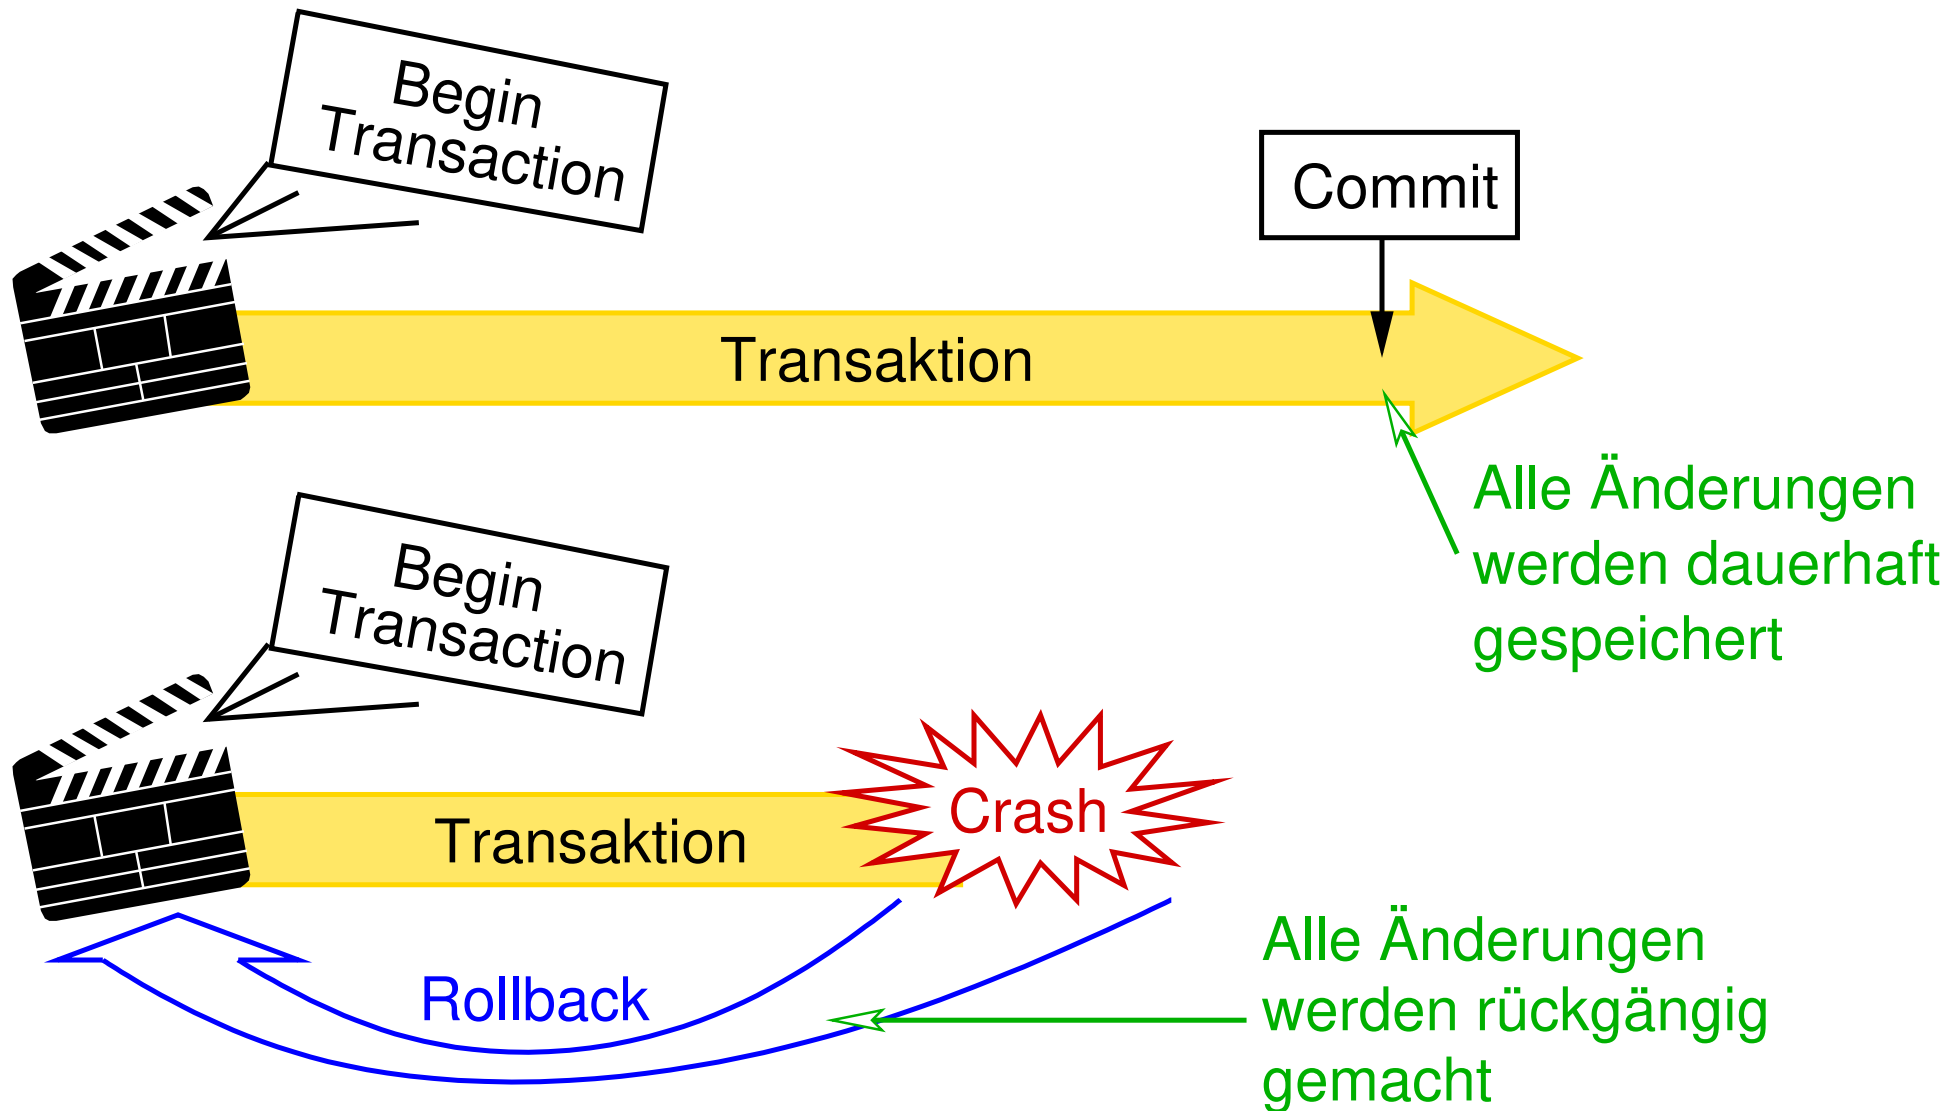 Begin
Transaction
Commit
Transaktion
Alle Änderungen
werden dauerhaft
gespeichert
Begin
Transaction
Crash
Transaktion
Rollback
Alle Änderungen
werden rückgängig
gemacht